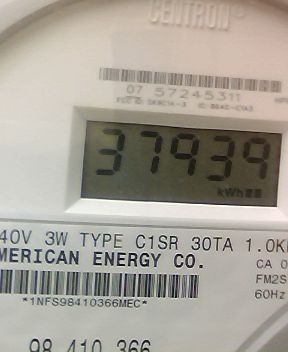 CENTRON®
07 57245311
37939
kWh
40V 3W TYPE C1SR 30TA 1.0K
MERICAN ENERGY CO.
CA 0
FM2S
*1NFS98410366MEC*
60Hz
98 410 366